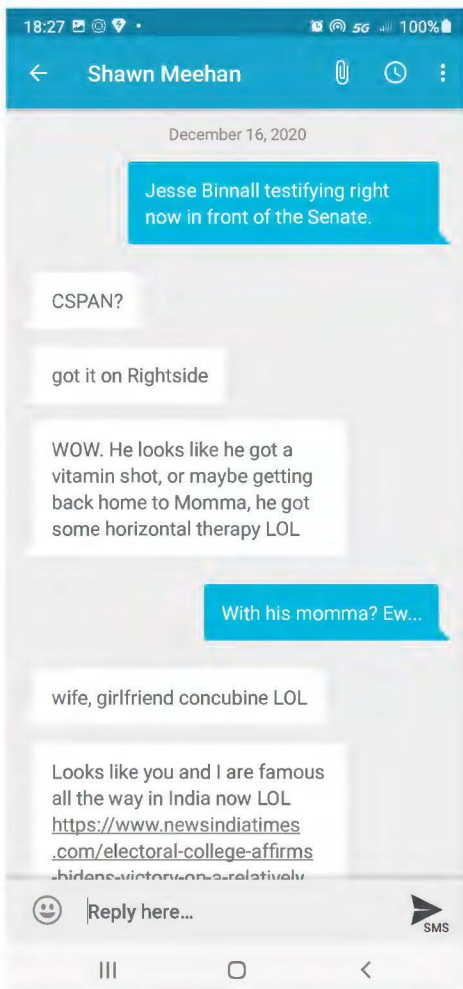 18:27
5G
100%
Shawn Meehan
December 16, 2020
Jesse Binnall testifying right
now in front of the Senate.
CSPAN?
got it on Rightside
WOW. He looks like he got a
vitamin shot, or maybe getting
back home to Momma, he got
some horizontal therapy LOL
With his momma? Ew...
wife, girlfriend concubine LOL
Looks like you and I are famous
all the way in India now LOL
https://www.newsindiatimes
.com/electoral-college-affirms
-bidens-victory-on-a-relatively
Reply here...
SMS